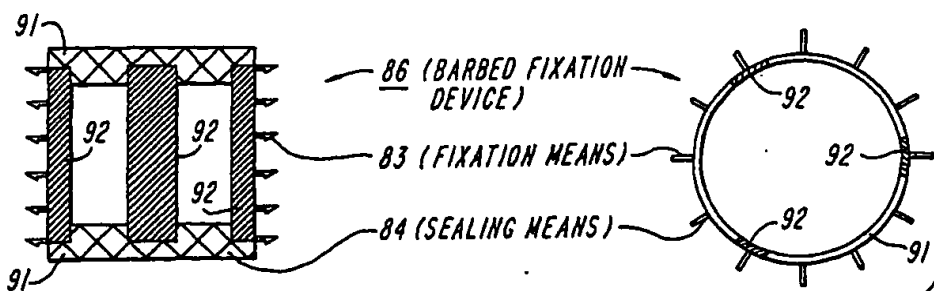 91
86 (BARBED FIXATION
DEVICE)
92
92
92
83 (FIXATION MEANS)
92
92
84 (SEALING MEANS)
92
91
91